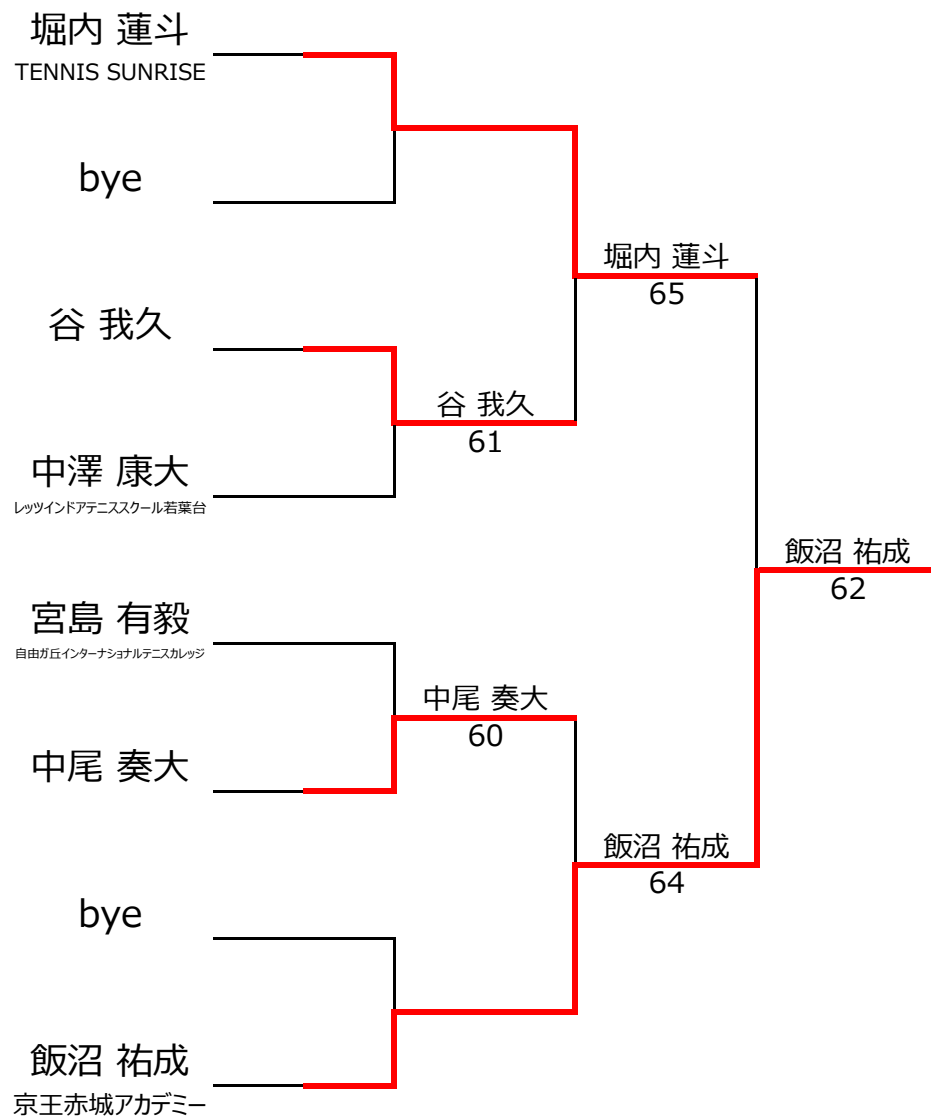 堀内 蓮斗
TENNIS SUNRISE
bye
谷 我久
中澤 康大
レッツインドアテニススクール若葉台
宮島 有毅
自由ガ丘インターナショナルテニスカレッジ
中尾 奏大
bye
飯沼 祐成
京王赤城アカデミー
谷 我久
61
中尾 奏大
60
堀内 蓮斗
65
飯沼 祐成
64
飯沼 祐成
62